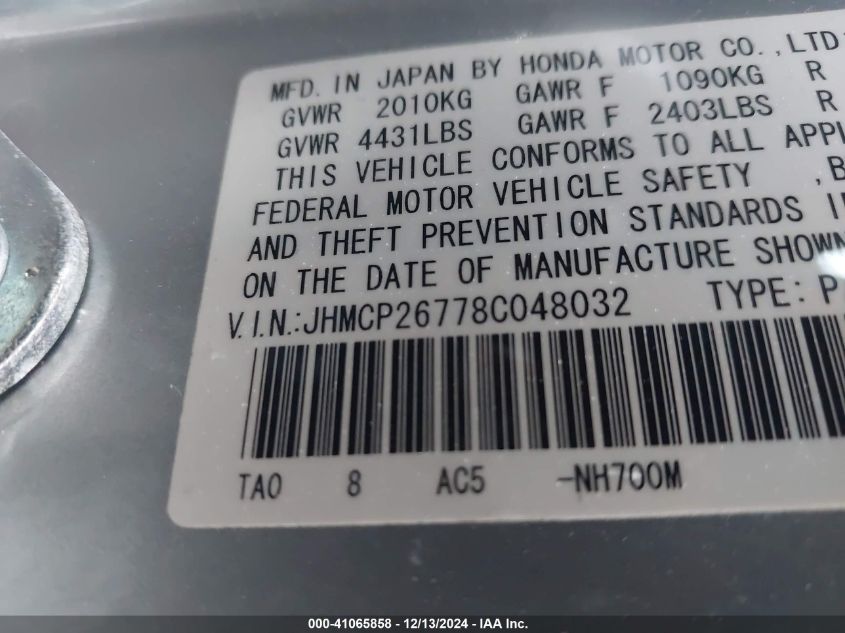 MFD. IN JAPAN BY HONDA MOTOR CO.,LTD
GVWR 2010KG GAWR F 1090KG R
GVWR 4431LBS GAWR F 2403LBS R
THIS VEHICLE CONFORMS TO ALL APPL
FEDERAL MOTOR VEHICLE SAFETY ,B
AND THEFT PREVENTION STANDARDS I
ON THE DATE OF MANUFACTURE SHOWN
V.I.N.:JHMCP26778C048032 TYPE:P
TA0 8 AC5 -NH700M
000-41065858 - 12/13/2024 - IAA Inc.